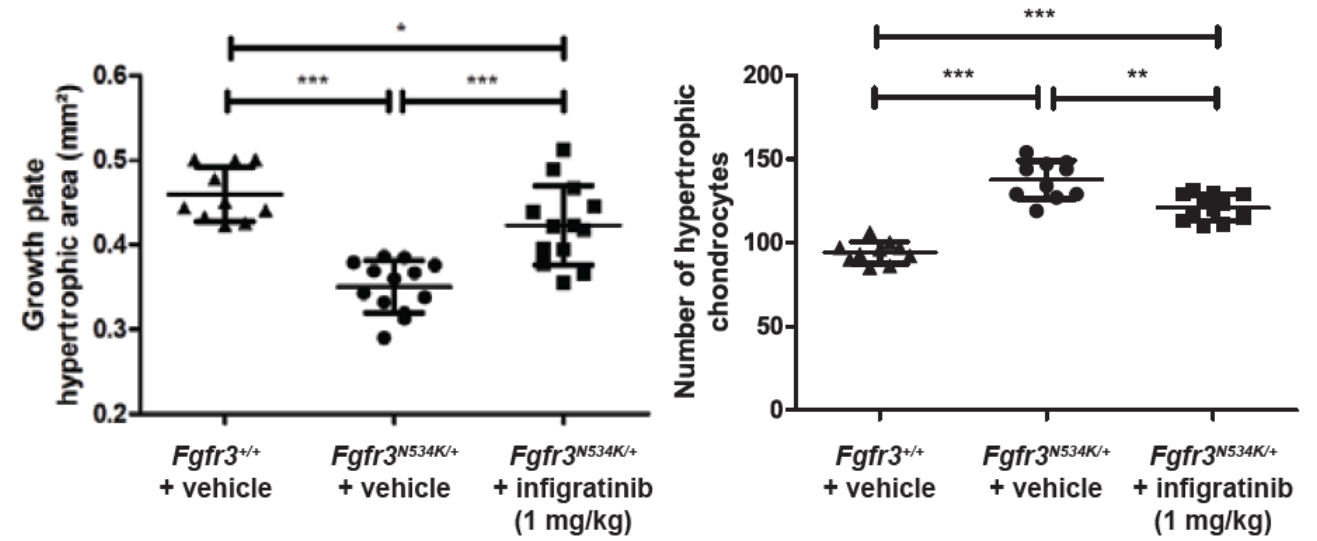 *
***
***
0.6
0.5
0.4
0.3
0.2
Growth plate
hypertrophic area (mm²)
Fgfr3+/+
+ vehicle
Fgfr3N534K/+
+ vehicle
Fgfr3N534K/+
+ infigratinib
(1 mg/kg)
***
***
**
200
150
100
50
0
Number of hypertrophic
chondrocytes
Fgfr3+/+
+ vehicle
Fgfr3N534K/+
+ vehicle
Fgfr3N534K/+
+ infigratinib
(1 mg/kg)